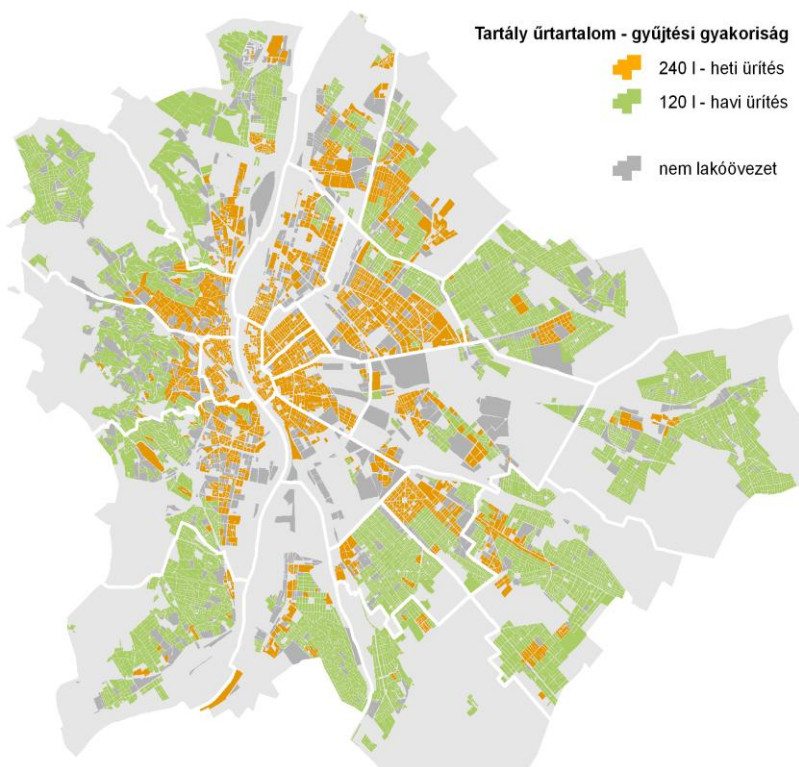 Tartály űrtartalom - gyűjtési gyakoriság
240 l - heti ürítés
120 l - havi ürítés
nem lakóövezet